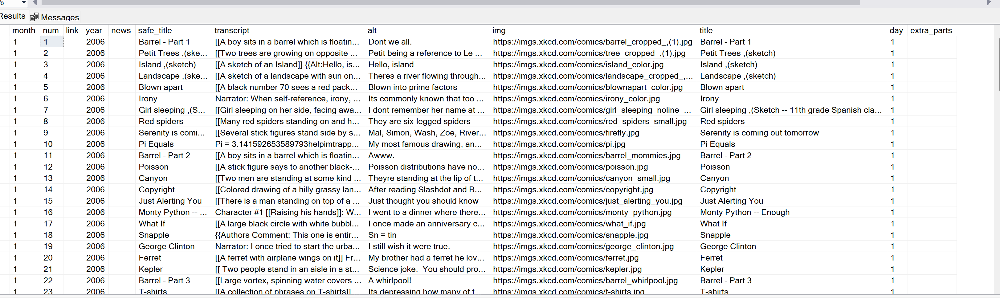 %
Results Messages
month num link year news safe_title transcript alt img title day extra_parts
1 1 2006 Barrel - Part 1 [[A boy sits in a barrel which is floatin... Dont we all. https://imgs.xkcd.com/comics/barrel_cropped_,(1).jpg Barrel - Part 1 1
1 2 2006 Petit Trees ,(ske... [[Two trees are growing on opposite ... Petit being a reference to Le ... https://imgs.xkcd.com/comics/tree_cropped_,(1).jpg Petit Trees ,(sketch) 1
1 3 2006 Island ,(sketch) [[A sketch of an Island]] {{Alt:Hello, is... Hello, island https://imgs.xkcd.com/comics/island_color.jpg Island ,(sketch) 1
1 4 2006 Landscape ,(ske... [[A sketch of a landscape with sun on... Theres a river flowing through... https://imgs.xkcd.com/comics/landscape_cropped_,... Landscape ,(sketch) 1
1 5 2006 Blown apart [[A black number 70 sees a red pack... Blown into prime factors https://imgs.xkcd.com/comics/blownapart_color.jpg Blown apart 1
1 6 2006 Irony Narrator: When self-reference, irony, ... Its commonly known that too ... https://imgs.xkcd.com/comics/irony_color.jpg Irony 1
1 7 2006 Girl sleeping ,(S... [[Girl sleeping on her side, facing awa... I dont remember her name at ... https://imgs.xkcd.com/comics/girl_sleeping_noline_... Girl sleeping ,(Sketch -- 11th grade Spanish cla... 1
1 8 2006 Red spiders [[Many red spiders standing on and h... They are six-legged spiders https://imgs.xkcd.com/comics/red_spiders_small.jpg Red spiders 1
1 9 2006 Serenity is comi... [[Several stick figures stand side by s... Mal, Simon, Wash, Zoe, River... https://imgs.xkcd.com/comics/firefly.jpg Serenity is coming out tomorrow 1
1 10 2006 Pi Equals Pi = 3.141592653589793helpimtrapp... My most famous drawing, an... https://imgs.xkcd.com/comics/pi.jpg Pi Equals 1
1 11 2006 Barrel - Part 2 [[A boy sits in a barrel which is floatin... Awww. https://imgs.xkcd.com/comics/barrel_mommies.jpg Barrel - Part 2 1
1 12 2006 Poisson [[A stick figure says to another black-... Poisson distributions have no... https://imgs.xkcd.com/comics/poisson.jpg Poisson 1
1 13 2006 Canyon [[Two men are standing at some kind ... Theyre standing at the lip of t... https://imgs.xkcd.com/comics/canyon_small.jpg Canyon 1
1 14 2006 Copyright [[Colored drawing of a hilly grassy lan... After reading Slashdot and B... https://imgs.xkcd.com/comics/copyright.jpg Copyright 1
1 15 2006 Just Alerting You [[There is a man standing on top of a ... Just thought you should know https://imgs.xkcd.com/comics/just_alerting_you.jpg Just Alerting You 1
1 16 2006 Monty Python -- ... Character #1 [[Raising his hands]]: W... I went to a dinner where there... https://imgs.xkcd.com/comics/monty_python.jpg Monty Python -- Enough 1
1 17 2006 What If [[A large black circle with white bubbl... I once made an anniversary c... https://imgs.xkcd.com/comics/what_if.jpg What If 1
1 18 2006 Snapple {{Authors Comment: This one is entir... Sn = tin https://imgs.xkcd.com/comics/snapple.jpg Snapple 1
1 19 2006 George Clinton Narrator: I once tried to start the urba... I still wish it were true. https://imgs.xkcd.com/comics/george_clinton.jpg George Clinton 1
1 20 2006 Ferret [[A ferret with airplane wings on it]] Fr... My brother had a ferret he lov... https://imgs.xkcd.com/comics/ferret.jpg Ferret 1
1 21 2006 Kepler [[ Two people stand in an aisle in a st... Science joke.  You should pro... https://imgs.xkcd.com/comics/kepler.jpg Kepler 1
1 22 2006 Barrel - Part 3 [[Large vortex, spinning water covers ... A whirlpool! https://imgs.xkcd.com/comics/barrel_whirlpool.jpg Barrel - Part 3 1
1 23 2006 T-shirts [[A collection of phrases on T-shirts]] ... Its depressing how many of t... https://imgs.xkcd.com/comics/t-shirts.jpg T-shirts 1